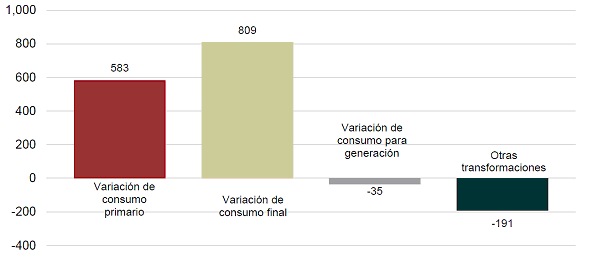 1,000
800
600
400
200
0
-200
-400
583
809
-35
-191
Variación de
consumo
primario
Variación de
consumo final
Variación de
consumo para
generación
Otras
transformaciones